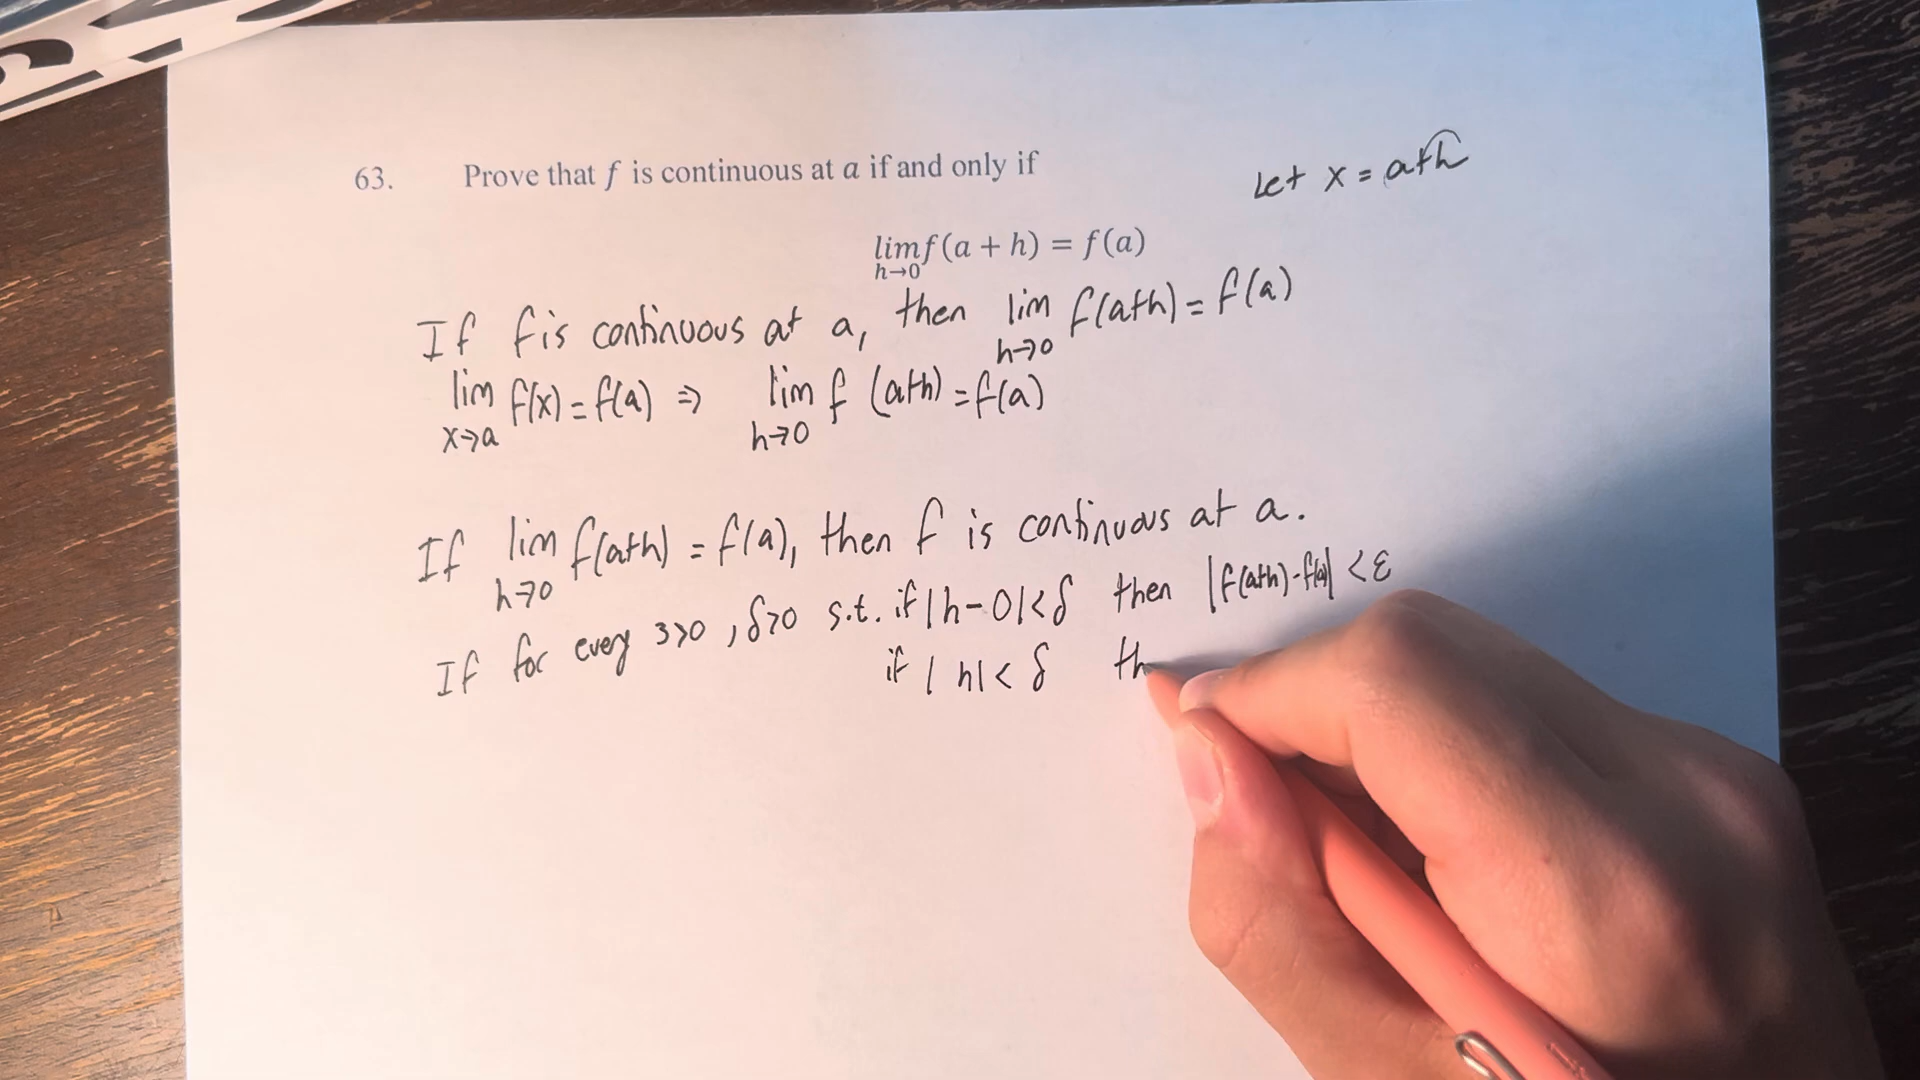 63. Prove that f is continuous at a if and only if
Let x = a+h
lim f(a + h) = f(a)
h→0
If f is continuous at a, then lim f(a+h) = f(a)
h→0
lim f(x) = f(a) ⇒ lim f (a+h) = f(a)
x→a h→0
If lim f(a+h) = f(a), then f is continuous at a.
h→0
If for every ε>0, δ>0 s.t. if |h-0|<δ then |f(a+h)-f(a)| <ε
if |h|< δ th